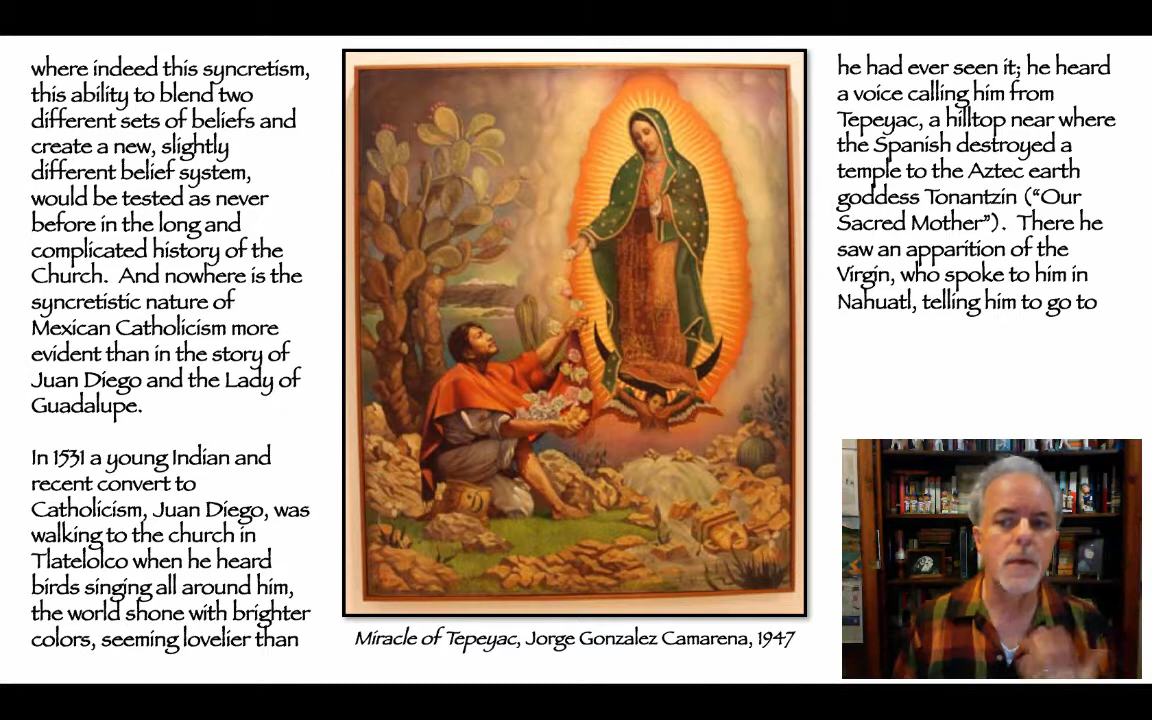 where indeed this syncretism,
this ability to blend two
different sets of beliefs and
create a new, slightly
different belief system,
would be tested as never
before in the long and
complicated history of the
Church.  And nowhere is the
syncretistic nature of
Mexican Catholicism more
evident than in the story of
Juan Diego and the Lady of
Guadalupe.
In 1531 a young Indian and
recent convert to
Catholicism, Juan Diego, was
walking to the church in
Tlatelolco when he heard
birds singing all around him,
the world shone with brighter
colors, seeming lovelier than
Miracle of Tepeyac, Jorge Gonzalez Camarena, 1947
he had ever seen it; he heard
a voice calling him from
Tepeyac, a hilltop near where
the Spanish destroyed a
temple to the Aztec earth
goddess Tonantzin (“Our
Sacred Mother”).  There he
saw an apparition of the
Virgin, who spoke to him in
Nahuatl, telling him to go to